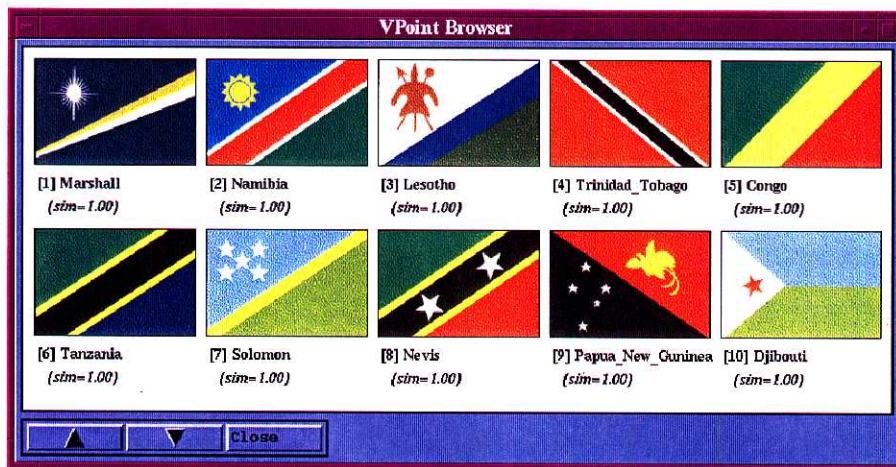 VPoint Browser
[1] Marshall [2] Namibia [3] Lesotho [4] Trinidad_Tobago [5] Congo
(sim=1.00) (sim=1.00) (sim=1.00) (sim=1.00) (sim=1.00)
[6] Tanzania [7] Solomon [8] Nevis [9] Papua_New_Guninea [10] Djibouti
(sim=1.00) (sim=1.00) (sim=1.00) (sim=1.00) (sim=1.00)
Close